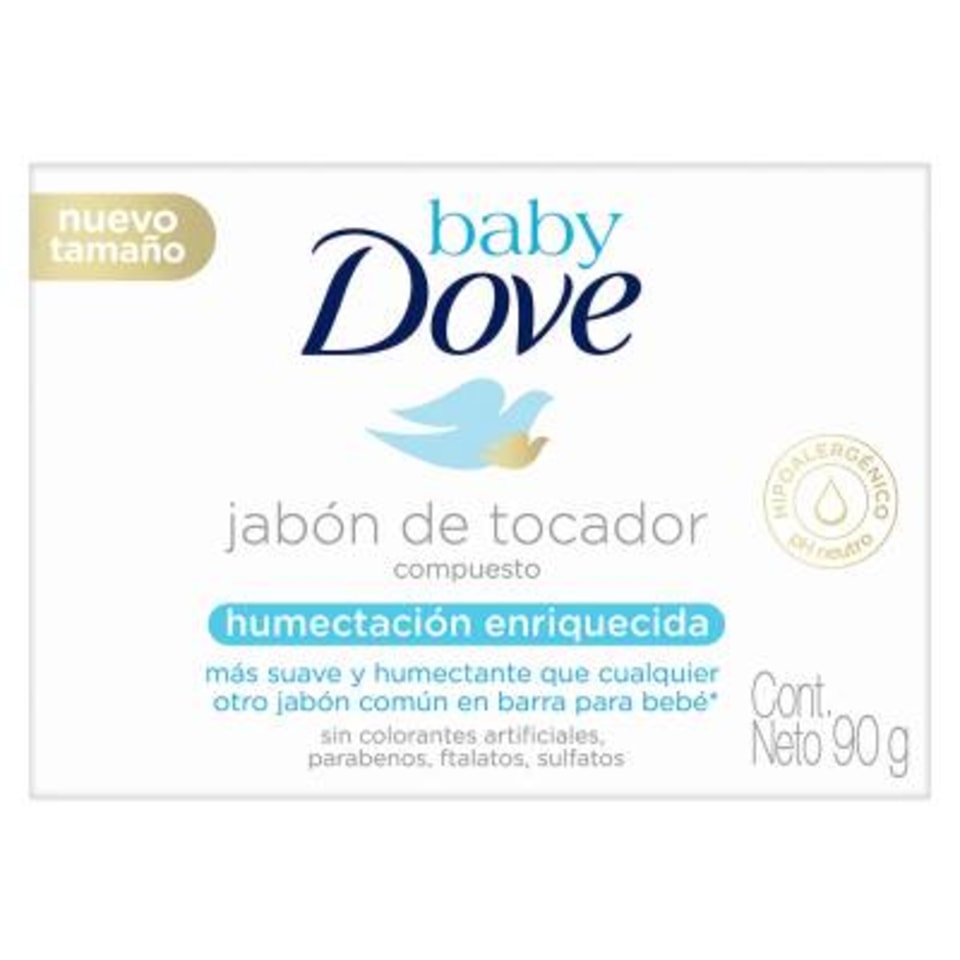 nuevo
tamaño
baby
Dove
jabón de tocador
compuesto
HIPOALERGÉNICO
pH neutro
humectación enriquecida
más suave y humectante que cualquier
otro jabón común en barra para bebé*
sin colorantes artificiales,
parabenos, ftalatos, sulfatos
Cont.
Neto 90 g